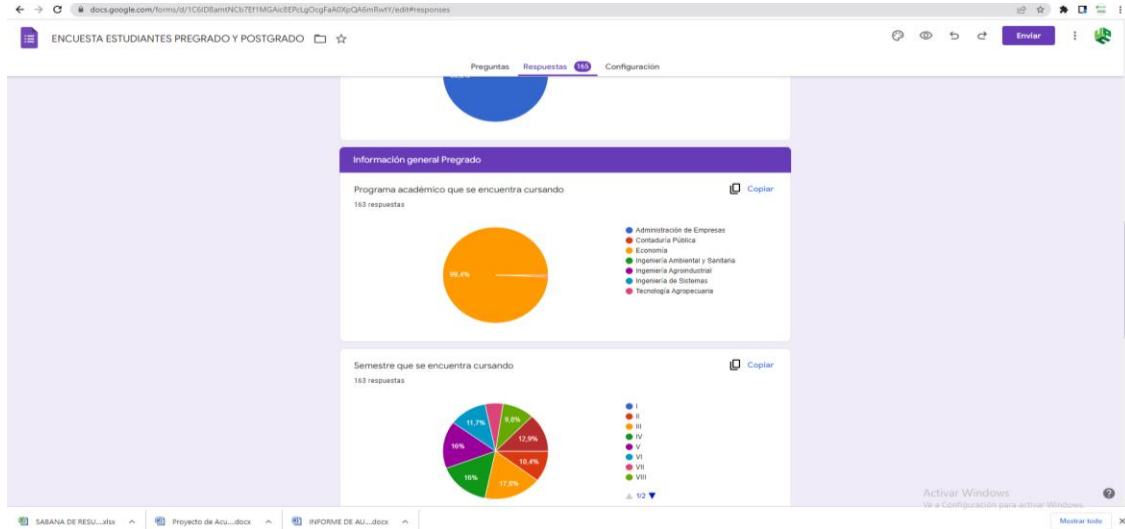 docs.google.com/forms/d/1C6ID8amtNCb7Ef1MGAic8EPcLgOcgFaA0XpQA6mRwtY/edit#responses
ENCUESTA ESTUDIANTES PREGRADO Y POSTGRADO
Enviar
Preguntas Respuestas 165 Configuración
Información general Pregrado
Programa académico que se encuentra cursando
Copiar
163 respuestas
99,4%
Administración de Empresas
Contaduría Pública
Economía
Ingeniería Ambiental y Sanitaria
Ingeniería Agroindustrial
Ingeniería de Sistemas
Tecnología Agropecuaria
Semestre que se encuentra cursando
Copiar
163 respuestas
11,7%
9,8%
12,9%
16%
10,4%
16%
I
II
III
IV
V
VI
VII
VIII
1/2
Activar Windows
Ve a Configuración para activar Windows.
SABANA DE RESU....xlsx
Proyecto de Acu....docx
INFORME DE AU....docx
Mostrar todo